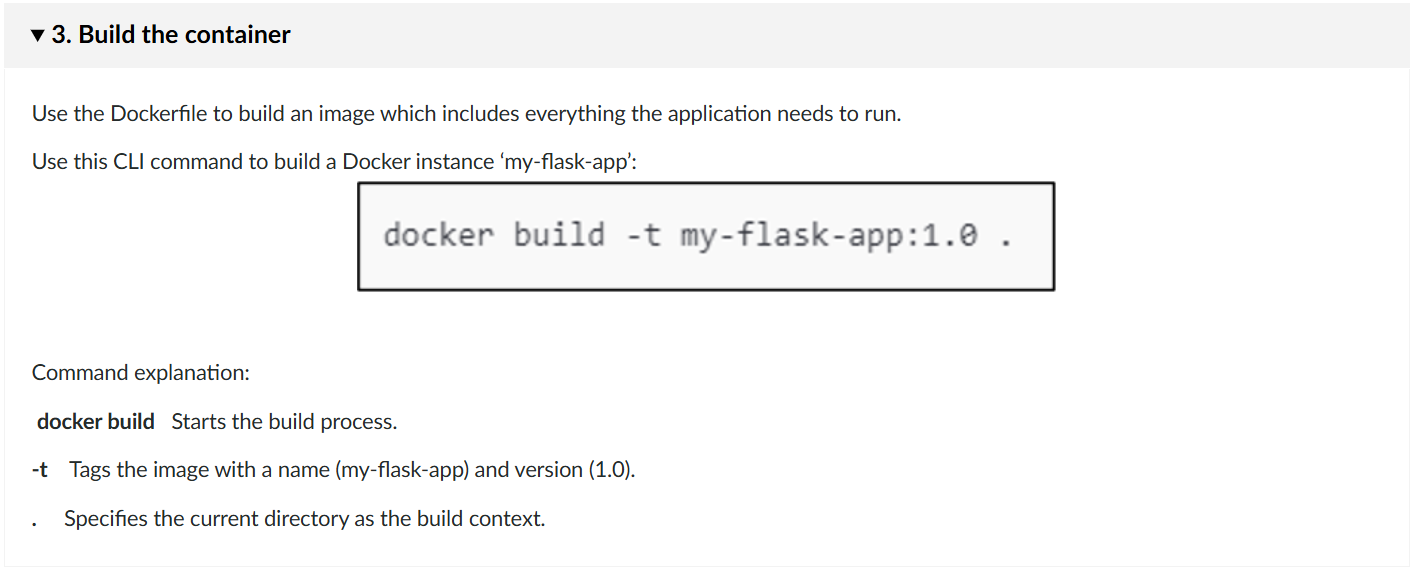 ▼ 3. Build the container
Use the Dockerfile to build an image which includes everything the application needs to run.
Use this CLI command to build a Docker instance ‘my-flask-app’:
docker build -t my-flask-app:1.0 .
Command explanation:
docker build Starts the build process.
-t Tags the image with a name (my-flask-app) and version (1.0).
. Specifies the current directory as the build context.